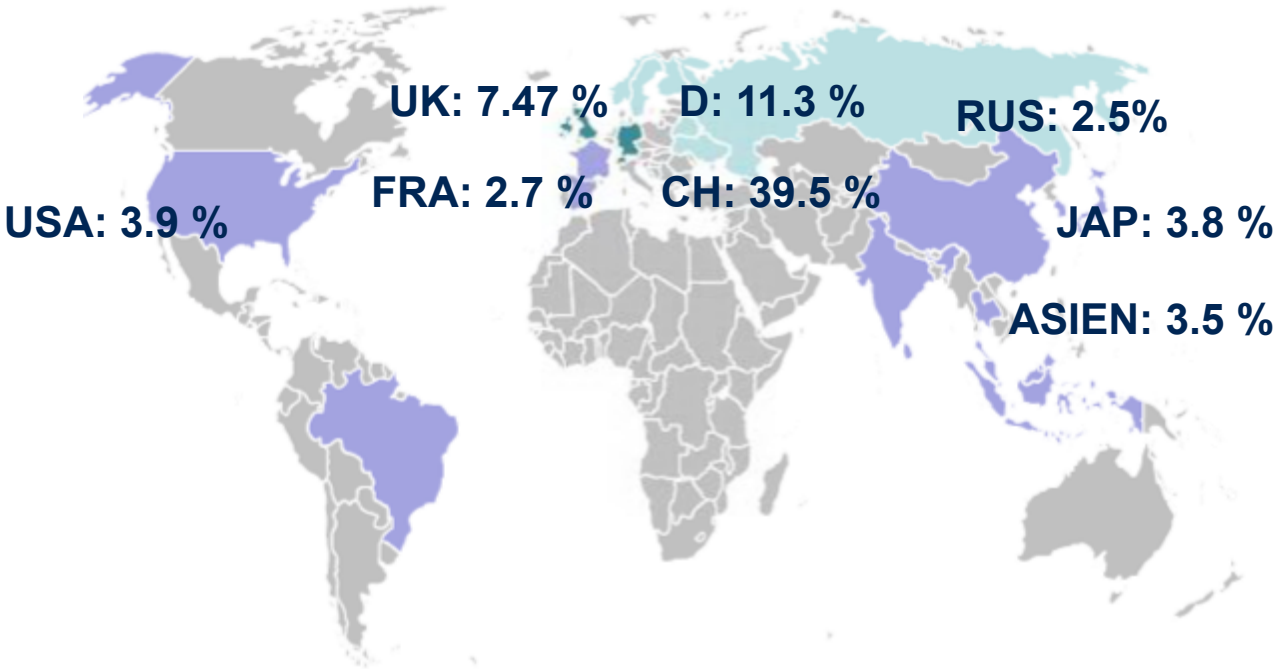 UK: 7.47 %
D: 11.3 %
RUS: 2.5%
FRA: 2.7 %
CH: 39.5 %
USA: 3.9 %
JAP: 3.8 %
ASIEN: 3.5 %